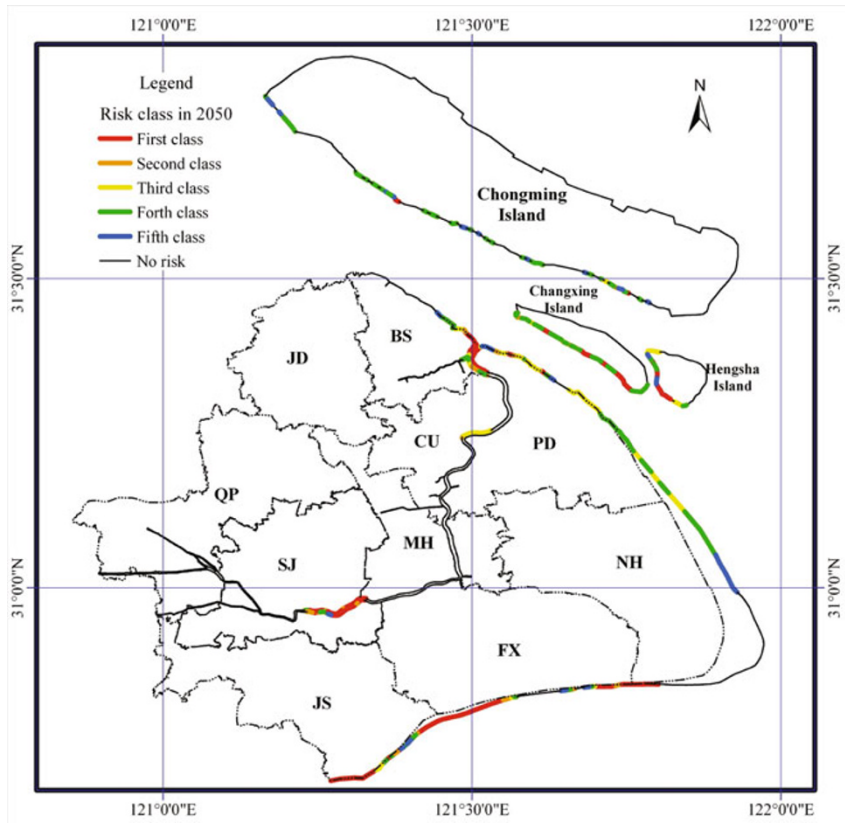 121°0'0"E
121°30'0"E
122°0'0"E
N
Legend
Risk class in 2050
First class
Second class
Third class
Forth class
Fifth class
No risk
Chongming
Island
31°30'0"N
31°30'0"N
Changxing
Island
BS
JD
Hengsha
Island
CU
PD
QP
MH
SJ
NH
31°0'0"N
31°0'0"N
FX
JS
121°0'0"E
121°30'0"E
122°0'0"E